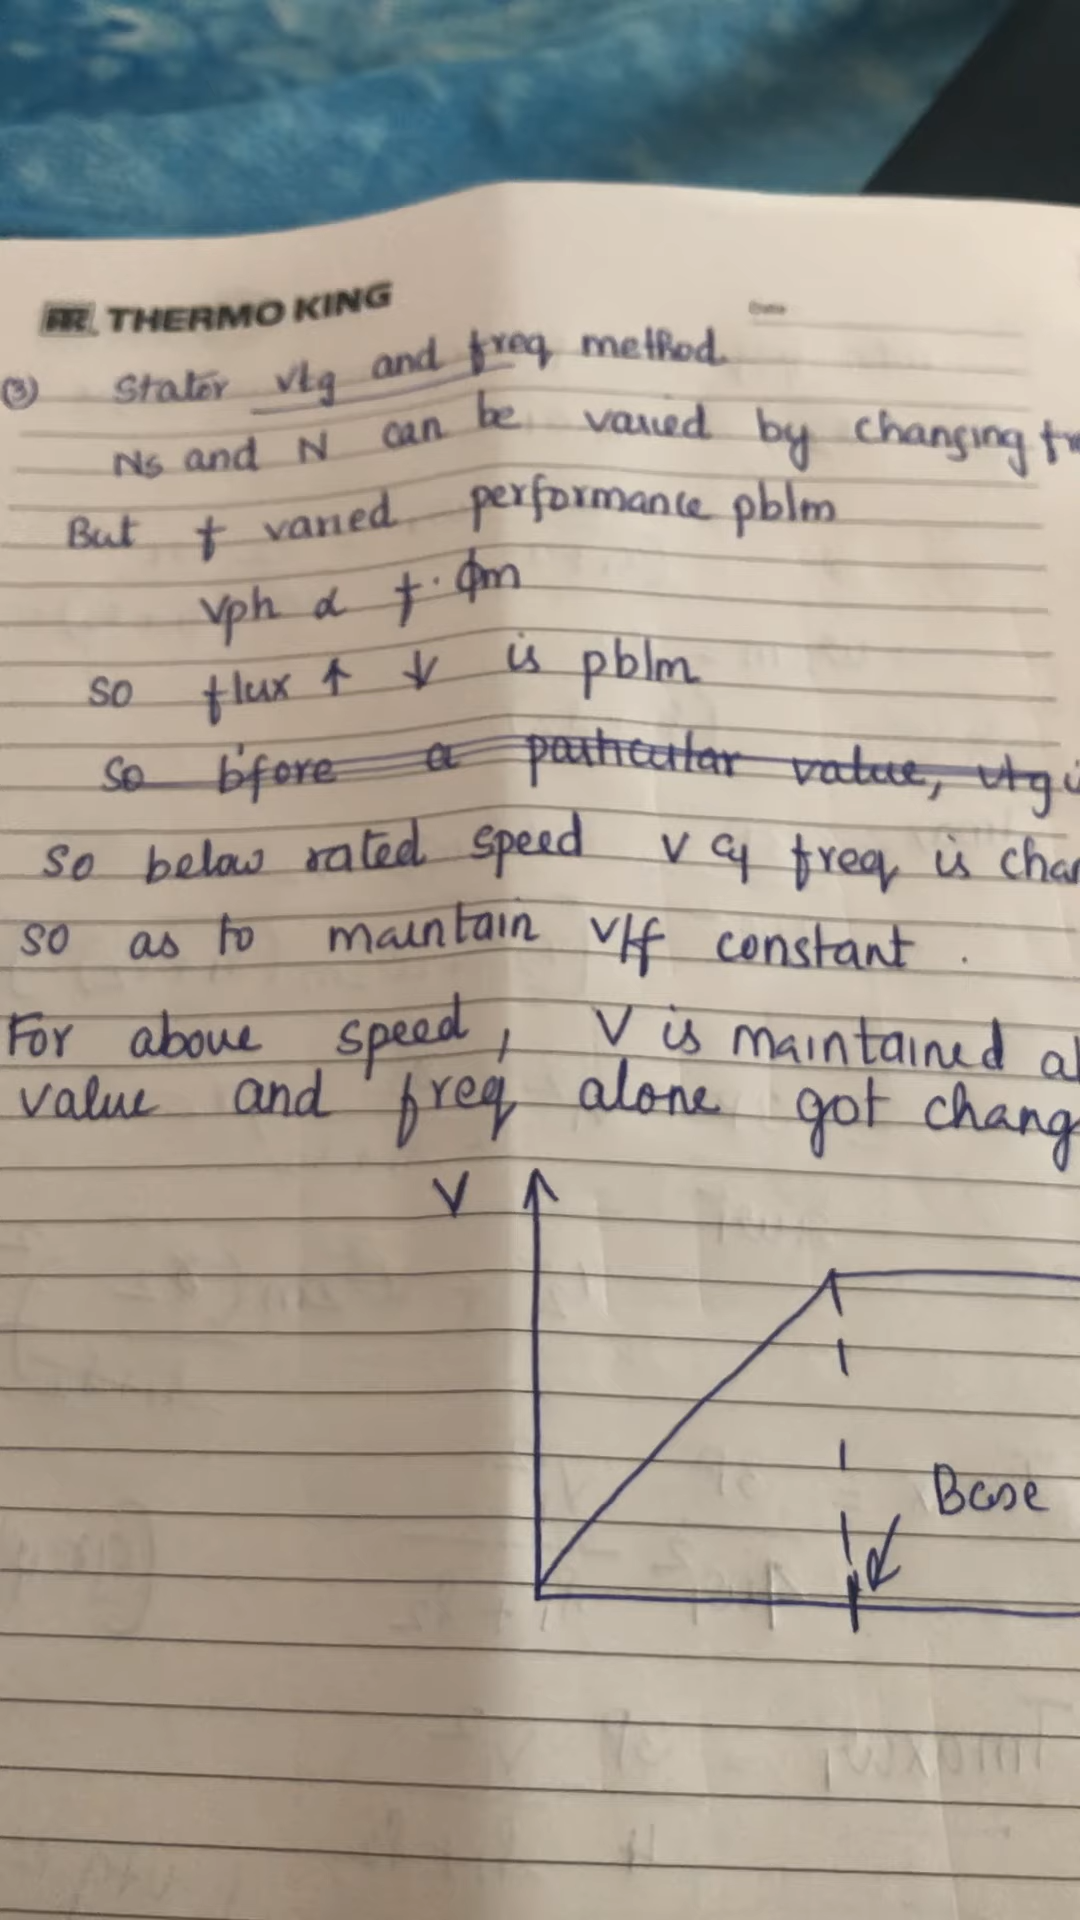 THERMO KING
Date
(3) Stator vtg and freq method
Ns and N can be varied by changing
But f varied performance pblm
Vph α f. ϕm
so flux ↑ ↓ is pblm
So b'fore a particular value, vtg
so below rated speed v & freq is
so as to maintain V/f constant.
For above speed, V is maintained
value and freq alone got
V
Base